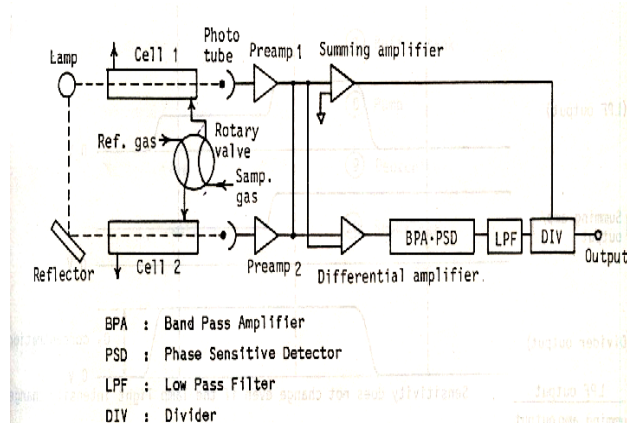 Photo
tube
Lamp
Cell 1
Preamp 1
Summing amplifier
Ref. gas
Rotary
valve
Samp.
gas
Reflector
Cell 2
Preamp 2
Differential amplifier.
BPA·PSD
LPF
DIV
Output
BPA : Band Pass Amplifier
PSD : Phase Sensitive Detector
LPF : Low Pass Filter
DIV : Divider